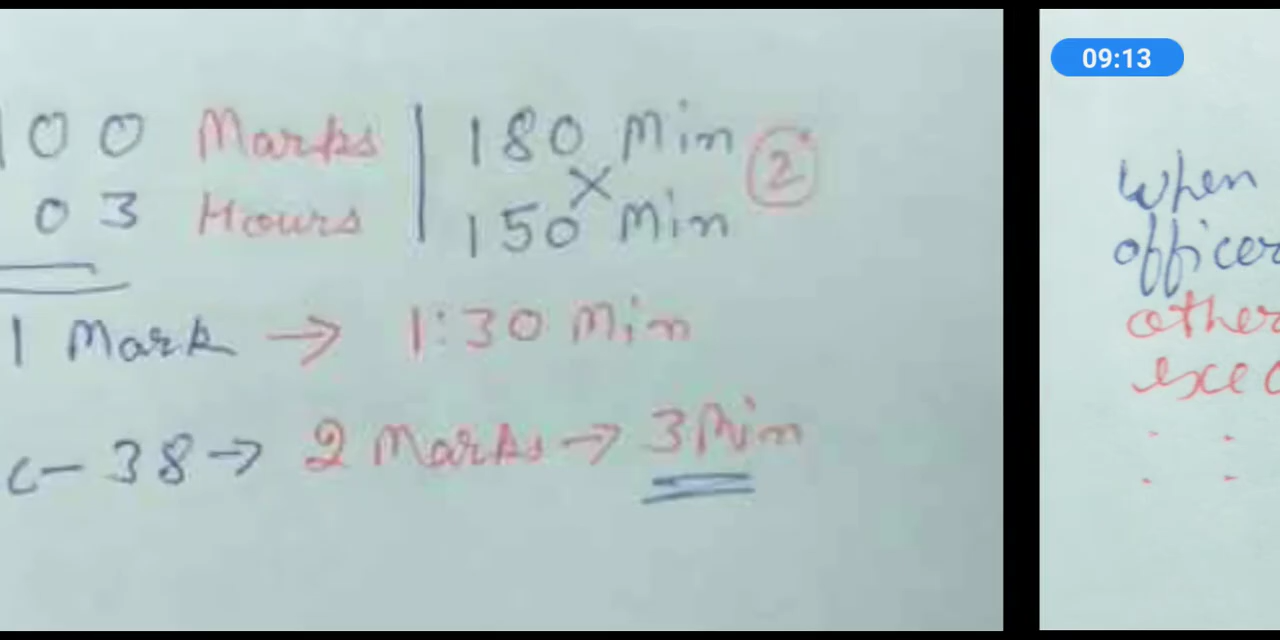 100 Marks | 180 Min
03 Hours | 150 Min
×
2
1 Mark → 1:30 Min
c-38 → 2 Marks → 3 Min
09:13
when
officer
other